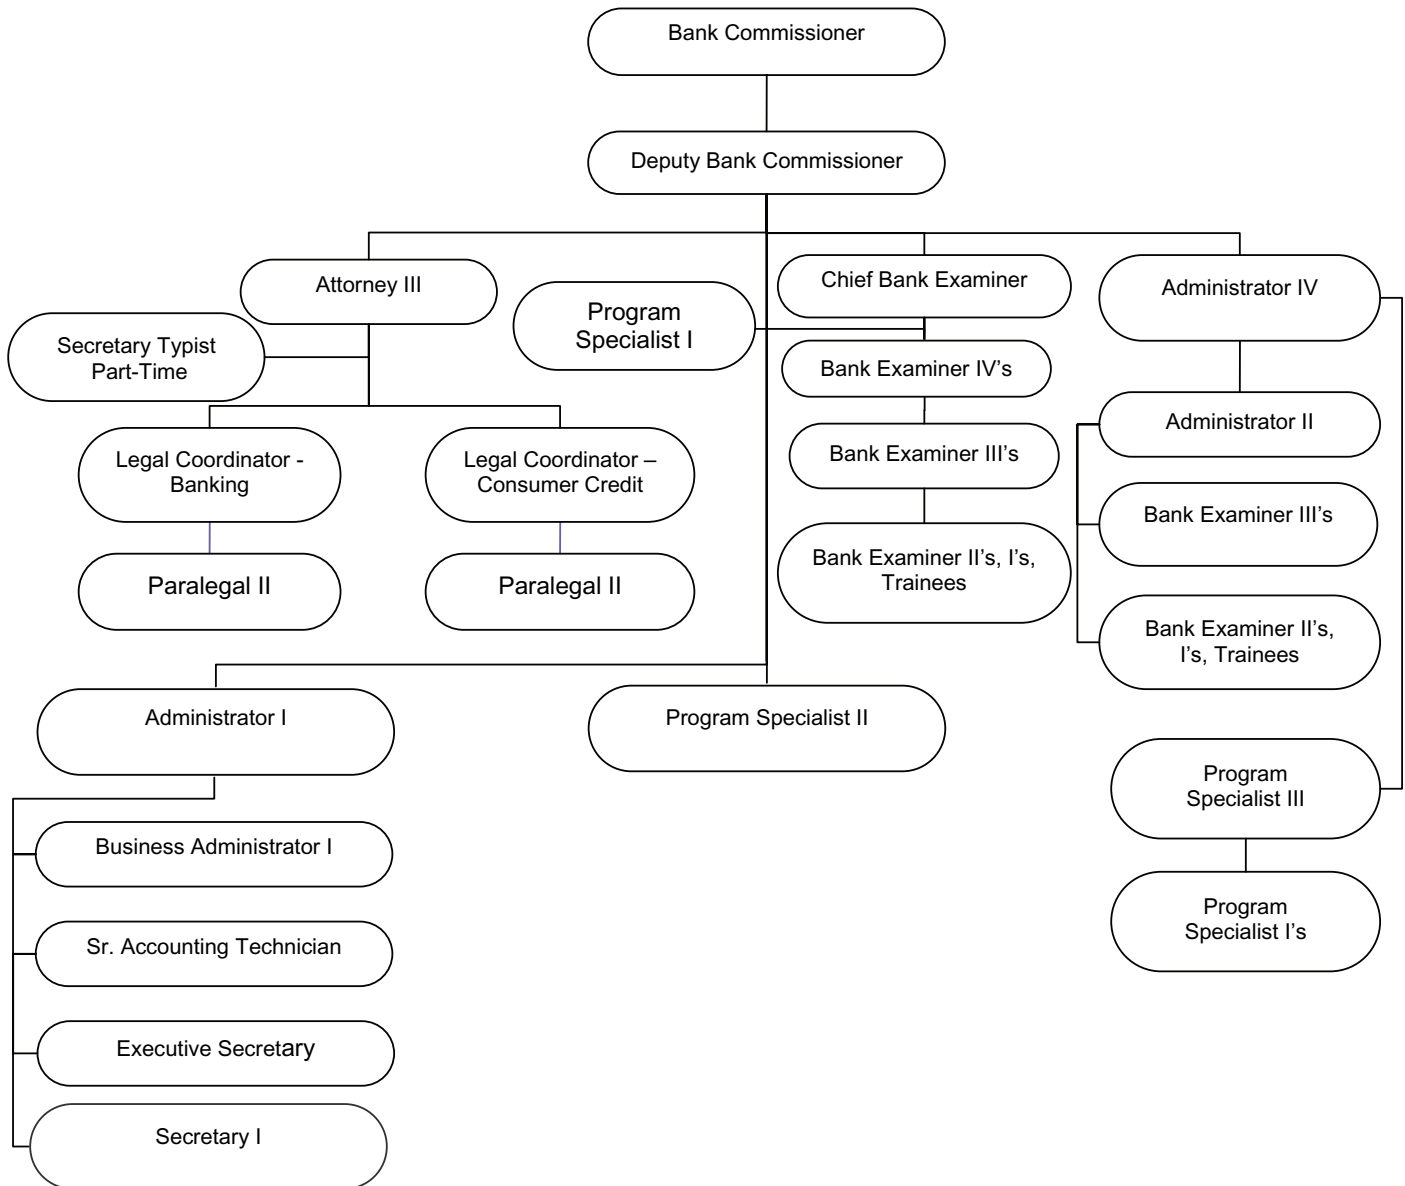 Bank Commissioner
Deputy Bank Commissioner
Attorney III
Program
Specialist I
Chief Bank Examiner
Administrator IV
Secretary Typist
Part-Time
Bank Examiner IV's
Administrator II
Legal Coordinator -
Banking
Legal Coordinator –
Consumer Credit
Bank Examiner III's
Bank Examiner III's
Paralegal II
Paralegal II
Bank Examiner II's, I's,
Trainees
Bank Examiner II's,
I's, Trainees
Administrator I
Program Specialist II
Program
Specialist III
Business Administrator I
Program
Specialist I's
Sr. Accounting Technician
Executive Secretary
Secretary I